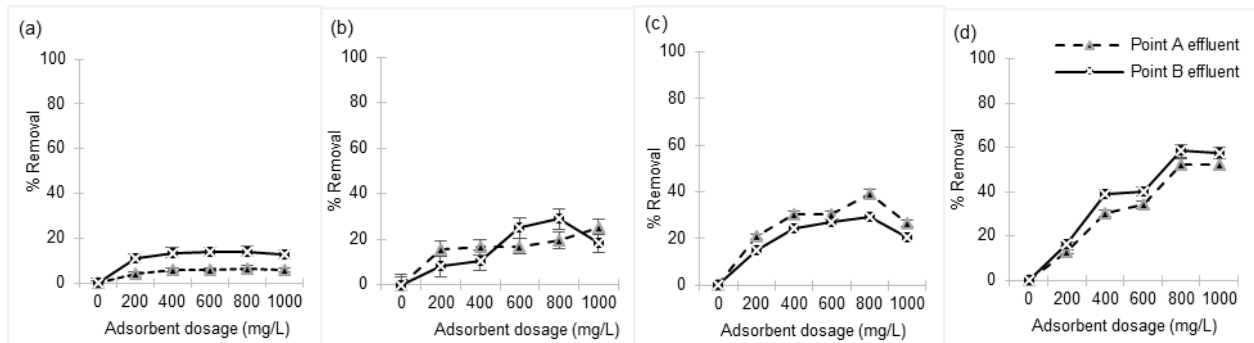 (a)
100
80
60
40
20
0
% Removal
0 200 400 600 800 1000
Adsorbent dosage (mg/L)
(b)
100
80
60
40
20
0
% Removal
0 200 400 600 800 1000
Adsorbent dosage (mg/L)
(c)
100
80
60
40
20
0
% Removal
0 200 400 600 800 1000
Adsorbent dosage (mg/L)
(d)
Point A effluent
Point B effluent
100
80
60
40
20
0
% Removal
0 200 400 600 800 1000
Adsorbent dosage (mg/L)